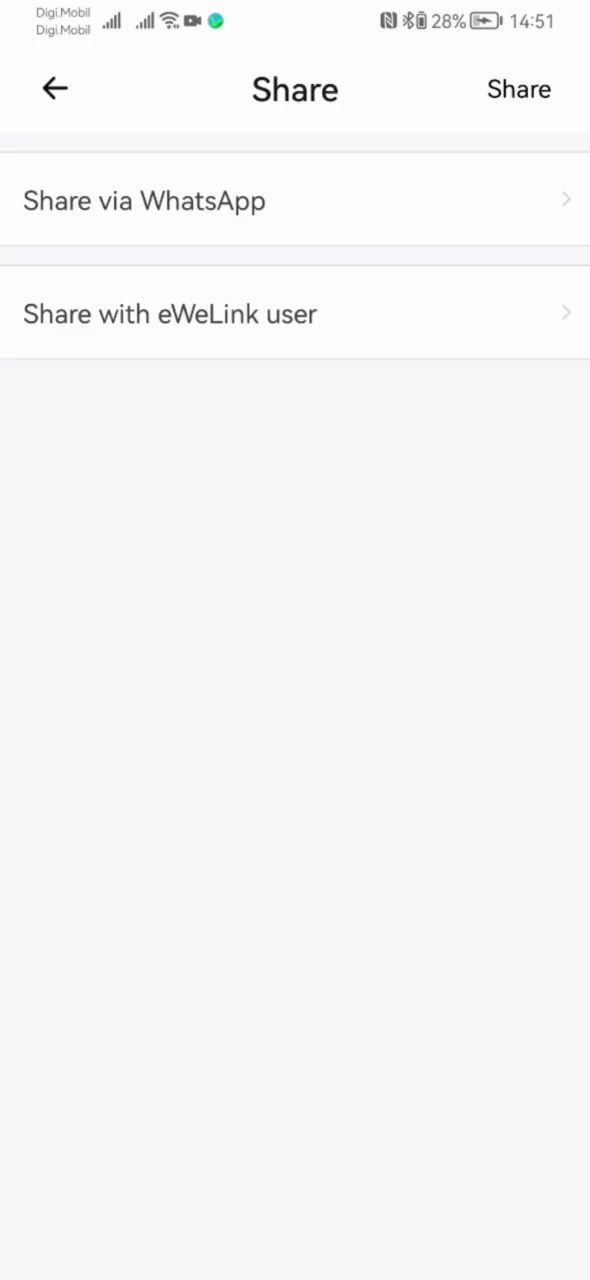 Digi.Mobil
Digi.Mobil
28% 14:51
Share
Share
Share via WhatsApp
Share with eWeLink user